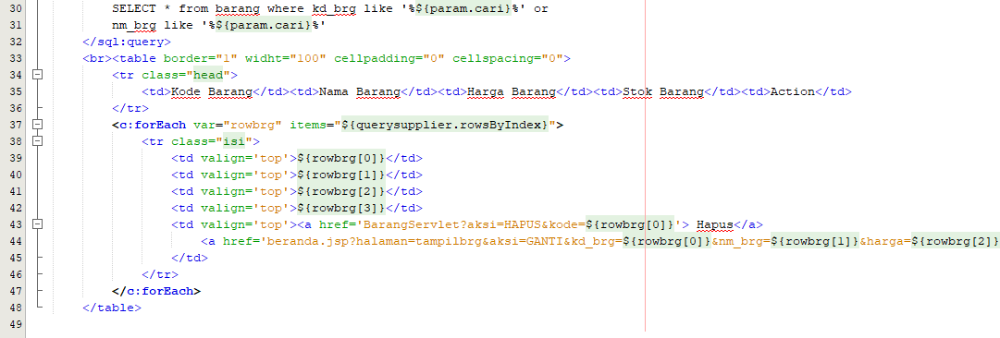 30 SELECT * from barang where kd_brg like '%${param.cari}%' or
31 nm_brg like '%${param.cari}%'
32 </sql:query>
33 <br><table border="1" widht="100" cellpadding="0" cellspacing="0">
34 <tr class="head">
35 <td>Kode Barang</td><td>Nama Barang</td><td>Harga Barang</td><td>Stok Barang</td><td>Action</td>
36 </tr>
37 <c:forEach var="rowbrg" items="${querysupplier.rowsByIndex}">
38 <tr class="isi">
39 <td valign='top'>${rowbrg[0]}</td>
40 <td valign='top'>${rowbrg[1]}</td>
41 <td valign='top'>${rowbrg[2]}</td>
42 <td valign='top'>${rowbrg[3]}</td>
43 <td valign='top'><a href='BarangServlet?aksi=HAPUS&kode=${rowbrg[0]}'> Hapus</a>
44 <a href='beranda.jsp?halaman=tampilbrg&aksi=GANTI&kd_brg=${rowbrg[0]}&nm_brg=${rowbrg[1]}&harga=${rowbrg[2]}
45 </td>
46 </tr>
47 </c:forEach>
48 </table>
49